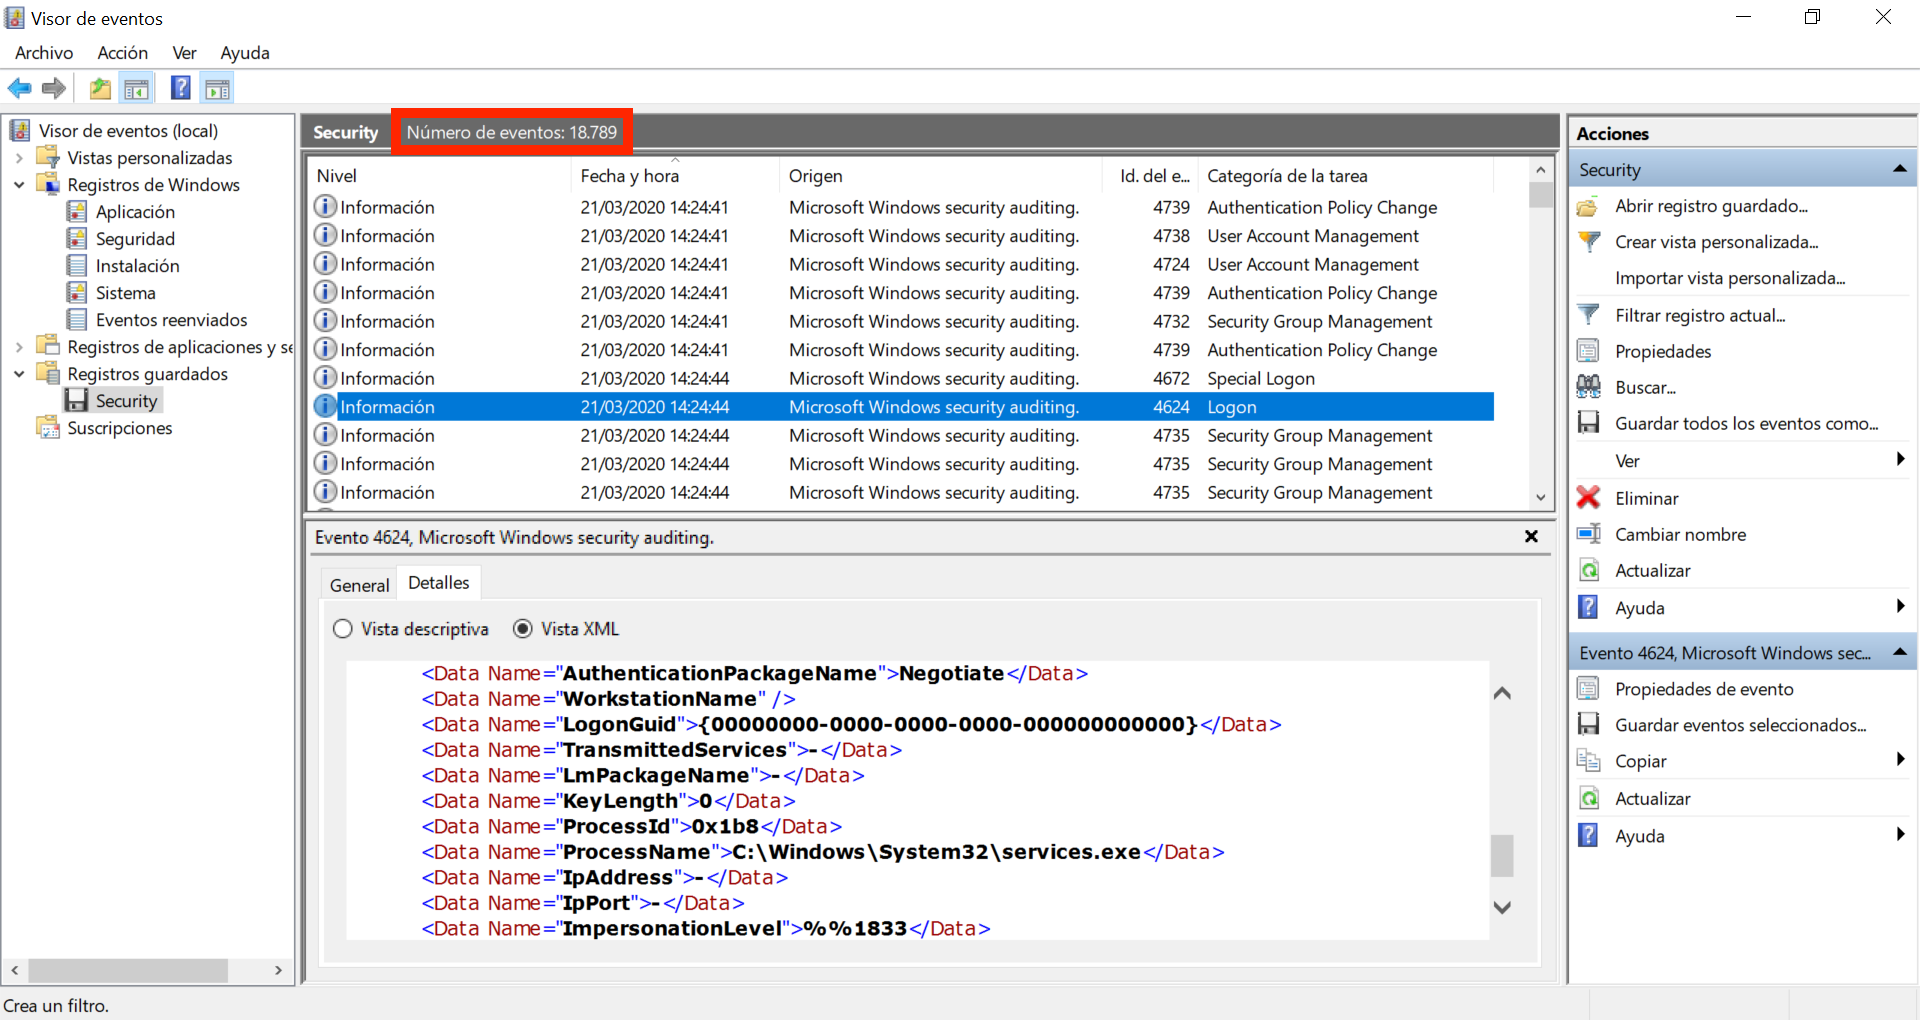 Visor de eventos
Archivo Acción Ver Ayuda
Visor de eventos (local)
Vistas personalizadas
Registros de Windows
Aplicación
Seguridad
Instalación
Sistema
Eventos reenviados
Registros de aplicaciones y se
Registros guardados
Security
Suscripciones
Security Número de eventos: 18.789
Nivel Fecha y hora Origen Id. del e... Categoría de la tarea
Información 21/03/2020 14:24:41 Microsoft Windows security auditing. 4739 Authentication Policy Change
Información 21/03/2020 14:24:41 Microsoft Windows security auditing. 4738 User Account Management
Información 21/03/2020 14:24:41 Microsoft Windows security auditing. 4724 User Account Management
Información 21/03/2020 14:24:41 Microsoft Windows security auditing. 4739 Authentication Policy Change
Información 21/03/2020 14:24:41 Microsoft Windows security auditing. 4732 Security Group Management
Información 21/03/2020 14:24:41 Microsoft Windows security auditing. 4739 Authentication Policy Change
Información 21/03/2020 14:24:44 Microsoft Windows security auditing. 4672 Special Logon
Información 21/03/2020 14:24:44 Microsoft Windows security auditing. 4624 Logon
Información 21/03/2020 14:24:44 Microsoft Windows security auditing. 4735 Security Group Management
Información 21/03/2020 14:24:44 Microsoft Windows security auditing. 4735 Security Group Management
Información 21/03/2020 14:24:44 Microsoft Windows security auditing. 4735 Security Group Management
Evento 4624, Microsoft Windows security auditing.
General Detalles
Vista descriptiva Vista XML
<Data Name="AuthenticationPackageName">Negotiate</Data>
<Data Name="WorkstationName" />
<Data Name="LogonGuid">{00000000-0000-0000-0000-000000000000}</Data>
<Data Name="TransmittedServices">-</Data>
<Data Name="LmPackageName">-</Data>
<Data Name="KeyLength">0</Data>
<Data Name="ProcessId">0x1b8</Data>
<Data Name="ProcessName">C:\Windows\System32\services.exe</Data>
<Data Name="IpAddress">-</Data>
<Data Name="IpPort">-</Data>
<Data Name="ImpersonationLevel">%%1833</Data>
Acciones
Security
Abrir registro guardado...
Crear vista personalizada...
Importar vista personalizada...
Filtrar registro actual...
Propiedades
Buscar...
Guardar todos los eventos como...
Ver
Eliminar
Cambiar nombre
Actualizar
Ayuda
Evento 4624, Microsoft Windows sec...
Propiedades de evento
Guardar eventos seleccionados...
Copiar
Actualizar
Ayuda
Crea un filtro.